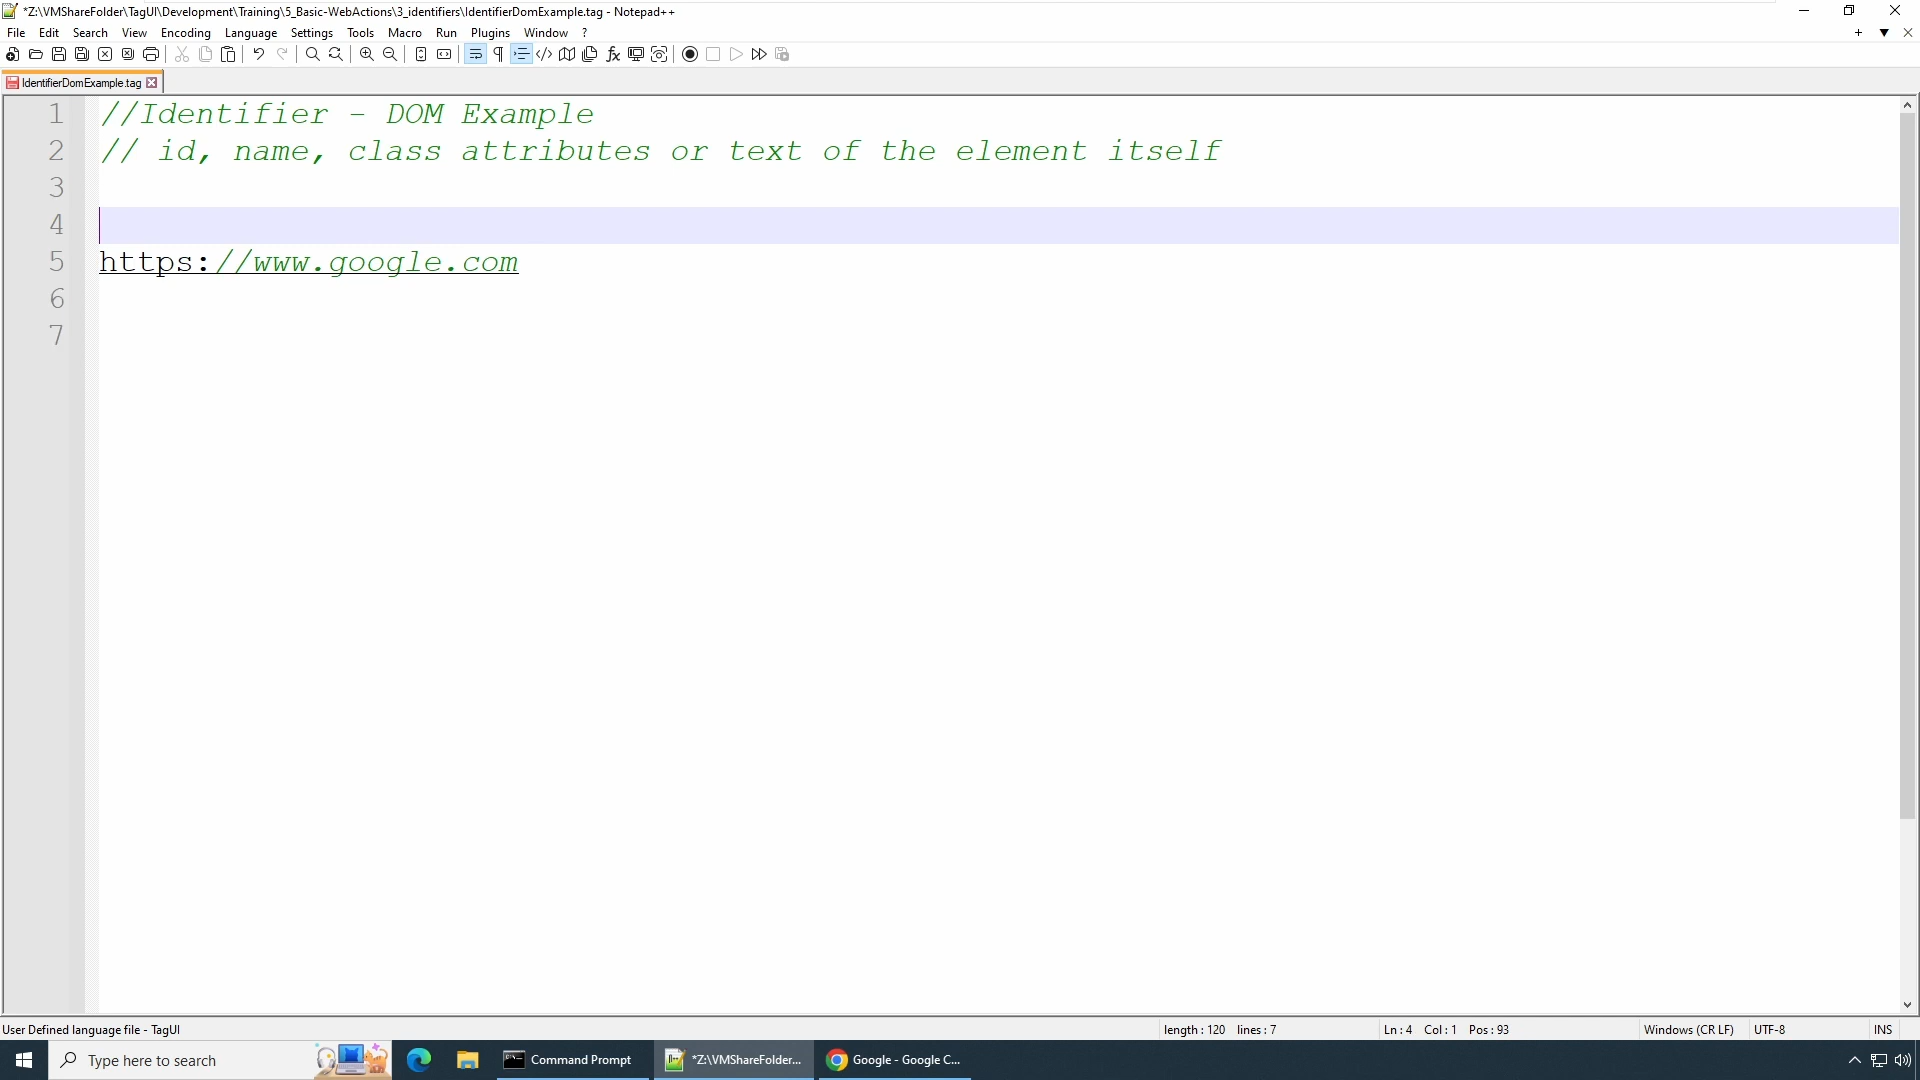 *Z:\VMShareFolder\TagUI\Development\Training\5_Basic-WebActions\3_identifiers\IdentifierDomExample.tag - Notepad++
File Edit Search View Encoding Language Settings Tools Macro Run Plugins Window ?
IdentifierDomExample.tag
1 //Identifier - DOM Example
2 // id, name, class attributes or text of the element itself
3
4
5 https://www.google.com
6
7
User Defined language file - TagUI length : 120 lines : 7 Ln : 4 Col : 1 Pos : 93 Windows (CR LF) UTF-8 INS
Type here to search Command Prompt *Z:\VMShareFolder... Google - Google C...